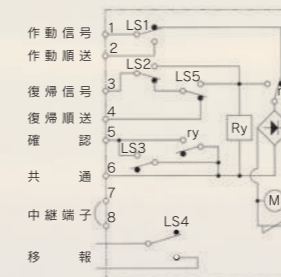 作動信号 1 LS1
作動順送 2
LS2
復帰信号 3 LS5
復帰順送 4
確認 5 ry
LS3
Ry
共通 6
7
M
中継端子 8
LS4
移報